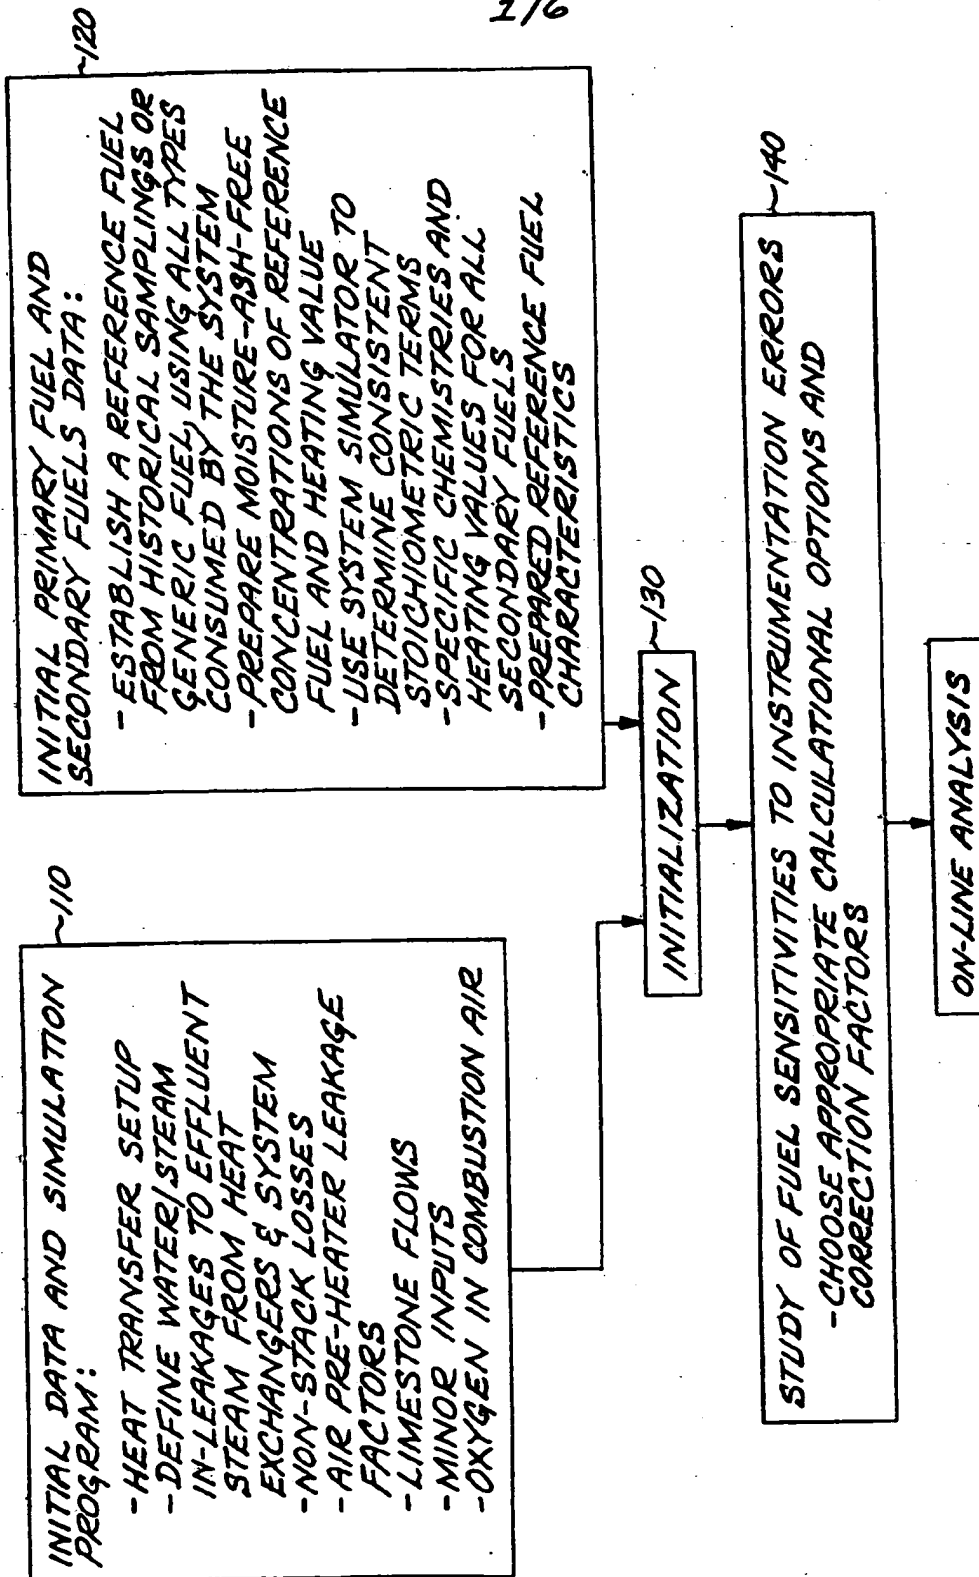 1/6
INITIAL DATA AND SIMULATION
PROGRAM:
-HEAT TRANSFER SETUP
-DEFINE WATER/STEAM
IN-LEAKAGES TO EFFLUENT
STEAM FROM HEAT
EXCHANGERS & SYSTEM
-NON-STACK LOSSES
-AIR PRE-HEATER LEAKAGE
FACTORS
-LIMESTONE FLOWS
-MINOR INPUTS
-OXYGEN IN COMBUSTION AIR
~110
INITIAL PRIMARY FUEL AND
SECONDARY FUELS DATA:
-ESTABLISH A REFERENCE FUEL
FROM HISTORICAL SAMPLINGS OR
GENERIC FUEL, USING ALL TYPES
CONSUMED BY THE SYSTEM
-PREPARE MOISTURE-ASH-FREE
CONCENTRATIONS OF REFERENCE
FUEL AND HEATING VALUE
-USE SYSTEM SIMULATOR TO
DETERMINE CONSISTENT
STOICHIOMETRIC TERMS
-SPECIFIC CHEMISTRIES AND
HEATING VALUES FOR ALL
SECONDARY FUELS
-PREPARED REFERENCE FUEL
CHARACTERISTICS
~120
INITIALIZATION
~130
STUDY OF FUEL SENSITIVITIES TO INSTRUMENTATION ERRORS
-CHOOSE APPROPRIATE CALCULATIONAL OPTIONS AND
CORRECTION FACTORS
~140
ON-LINE ANALYSIS